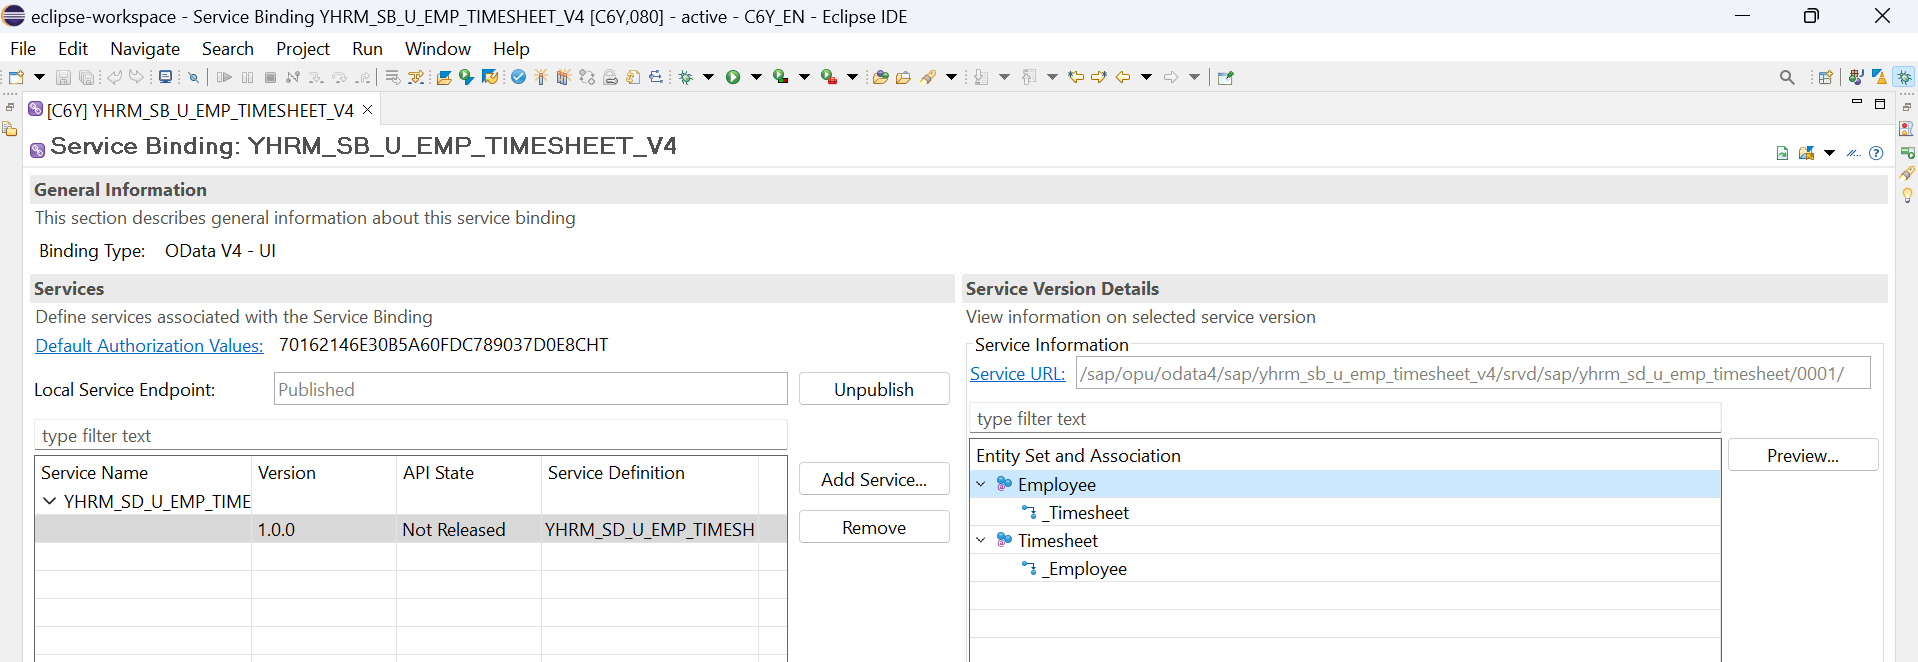 eclipse-workspace - Service Binding YHRM_SB_U_EMP_TIMESHEET_V4 [C6Y,080] - active - C6Y_EN - Eclipse IDE
File Edit Navigate Search Project Run Window Help
[C6Y] YHRM_SB_U_EMP_TIMESHEET_V4
Service Binding: YHRM_SB_U_EMP_TIMESHEET_V4
General Information
This section describes general information about this service binding
Binding Type: OData V4 - UI
Services
Define services associated with the Service Binding
Default Authorization Values: 70162146E30B5A60FDC789037D0E8CHT
Local Service Endpoint: Published Unpublish
type filter text
Service Name Version API State Service Definition
YHRM_SD_U_EMP_TIME
1.0.0 Not Released YHRM_SD_U_EMP_TIMESH
Add Service...
Remove
Service Version Details
View information on selected service version
Service Information
Service URL: /sap/opu/odata4/sap/yhrm_sb_u_emp_timesheet_v4/srvd/sap/yhrm_sd_u_emp_timesheet/0001/
type filter text
Entity Set and Association
Employee
_Timesheet
Timesheet
_Employee
Preview...